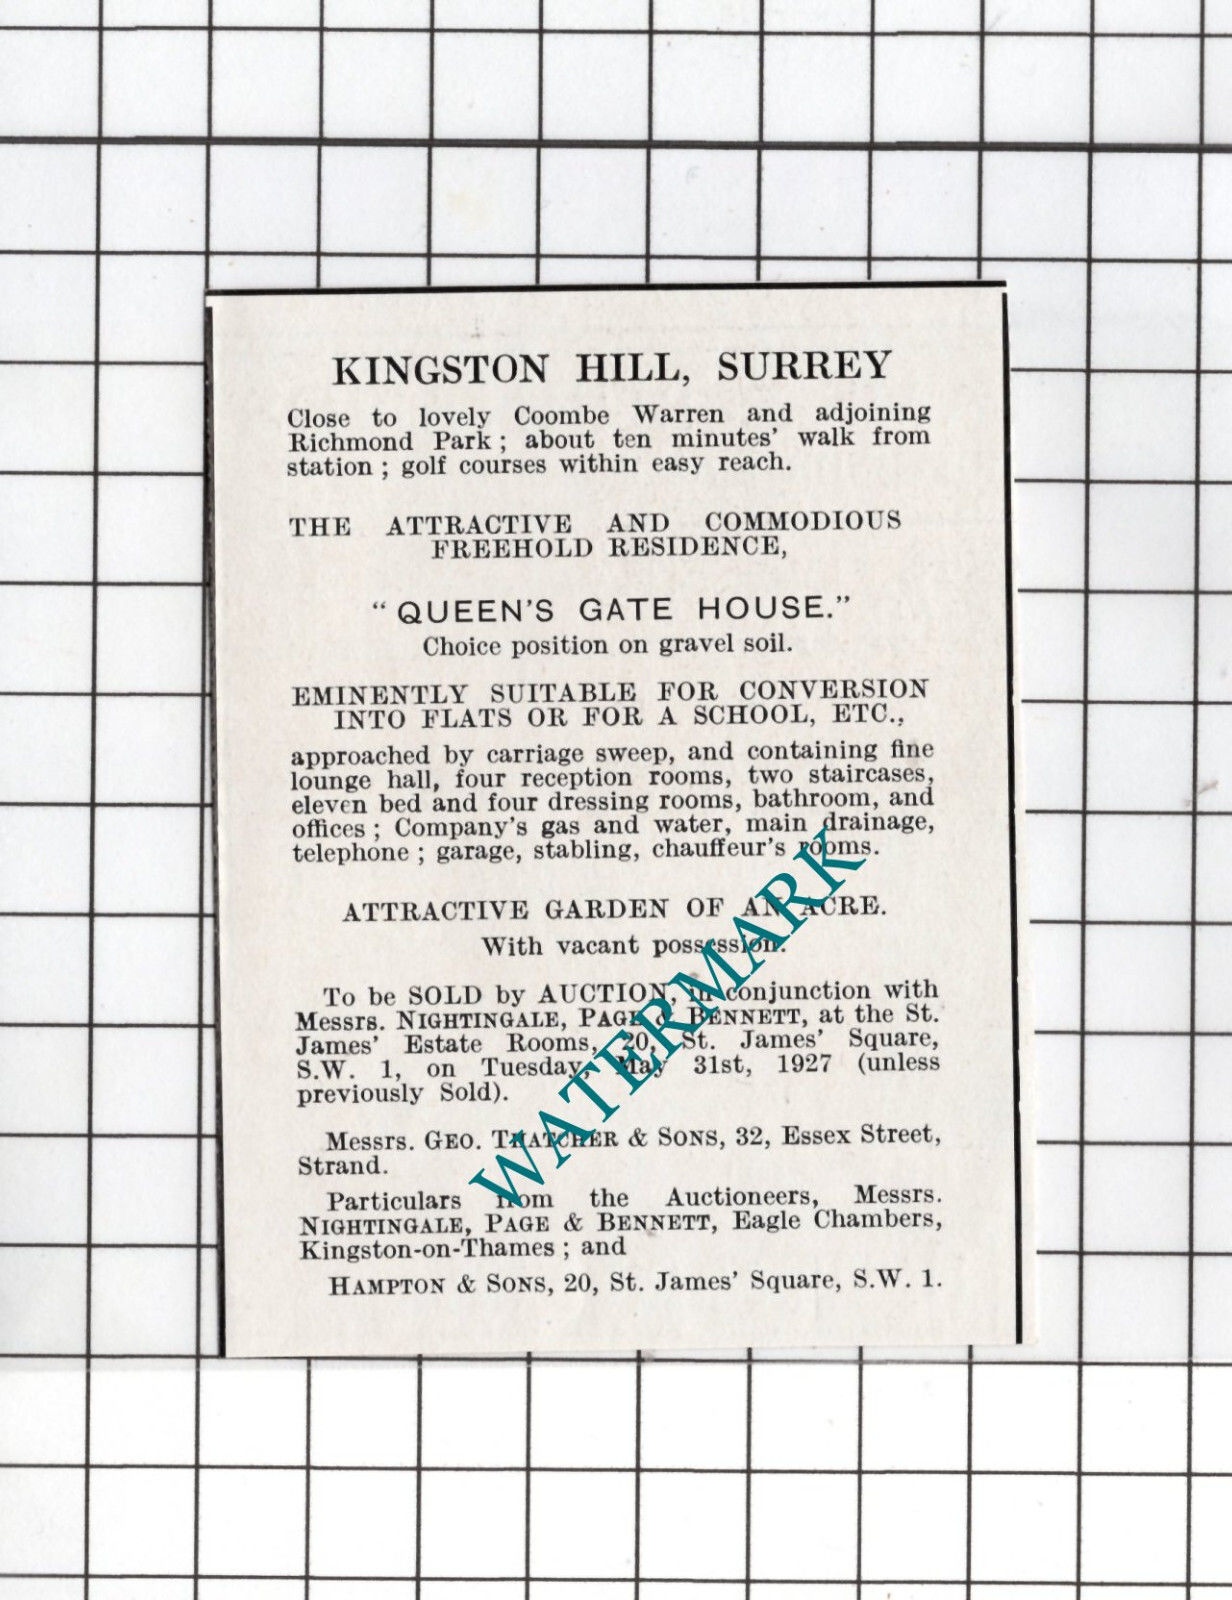 KINGSTON HILL, SURREY
Close to lovely Coombe Warren and adjoining
Richmond Park ; about ten minutes' walk from
station ; golf courses within easy reach.
THE ATTRACTIVE AND COMMODIOUS
FREEHOLD RESIDENCE,
“QUEEN'S GATE HOUSE.”
Choice position on gravel soil.
EMINENTLY SUITABLE FOR CONVERSION
INTO FLATS OR FOR A SCHOOL, ETC.,
approached by carriage sweep, and containing fine
lounge hall, four reception rooms, two staircases,
eleven bed and four dressing rooms, bathroom, and
offices ; Company's gas and water, main drainage,
telephone ; garage, stabling, chauffeur's rooms.
ATTRACTIVE GARDEN OF AN ACRE.
With vacant possession.
To be SOLD by AUCTION, in conjunction with
Messrs. NIGHTINGALE, PAGE & BENNETT, at the St.
James' Estate Rooms, 20, St. James' Square,
S.W. 1, on Tuesday, May 31st, 1927 (unless
previously Sold).
Messrs. GEO. THATCHER & SONS, 32, Essex Street,
Strand.
Particulars from the Auctioneers, Messrs.
NIGHTINGALE, PAGE & BENNETT, Eagle Chambers,
Kingston-on-Thames ; and
HAMPTON & SONS, 20, St. James' Square, S.W. 1.
WATERMARK